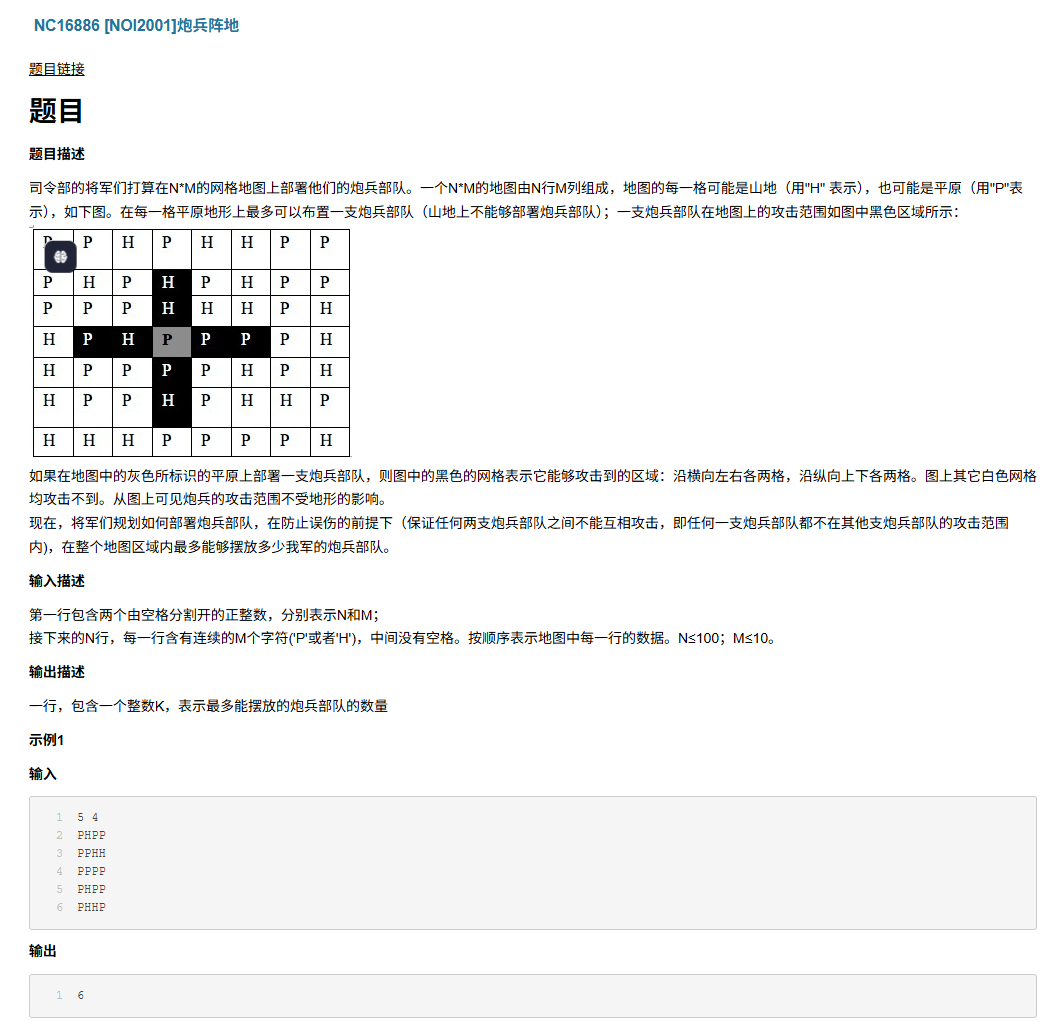 NC16886 [NOI2001]炮兵阵地
题目链接
题目
题目描述
司令部的将军们打算在N*M的网格地图上部署他们的炮兵部队。一个N*M的地图由N行M列组成，地图的每一格可能是山地（用"H" 表示），也可能是平原（用"P"表
示），如下图。在每一格平原地形上最多可以布置一支炮兵部队（山地上不能够部署炮兵部队）；一支炮兵部队在地图上的攻击范围如图中黑色区域所示：
P H P H H P P
P H P H P H P P
P P P H H H P H
H P H P P P P H
H P P P P H P H
H P P H P H H P
H H H P P P P H
如果在地图中的灰色所标识的平原上部署一支炮兵部队，则图中的黑色的网格表示它能够攻击到的区域：沿横向左右各两格，沿纵向上下各两格。图上其它白色网格
均攻击不到。从图上可见炮兵的攻击范围不受地形的影响。
现在，将军们规划如何部署炮兵部队，在防止误伤的前提下（保证任何两支炮兵部队之间不能互相攻击，即任何一支炮兵部队都不在其他支炮兵部队的攻击范围
内)，在整个地图区域内最多能够摆放多少我军的炮兵部队。
输入描述
第一行包含两个由空格分割开的正整数，分别表示N和M；
接下来的N行，每一行含有连续的M个字符('P'或者'H')，中间没有空格。按顺序表示地图中每一行的数据。N≤100；M≤10。
输出描述
一行，包含一个整数K，表示最多能摆放的炮兵部队的数量
示例1
输入
1 5 4
2 PHPP
3 PPHH
4 PPPP
5 PHPP
6 PHHP
输出
1 6